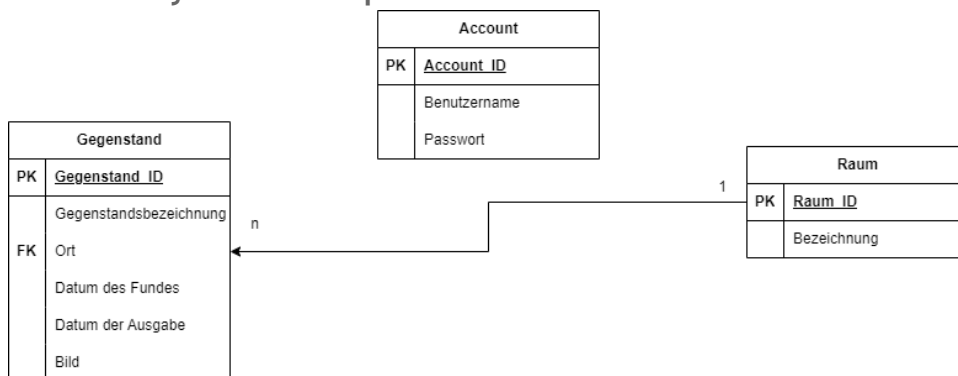 Account
PK Account_ID
Benutzername
Passwort
Gegenstand
PK Gegenstand_ID
Gegenstandsbezeichnung
FK Ort
Datum des Fundes
Datum der Ausgabe
Bild
n
1
Raum
PK Raum_ID
Bezeichnung